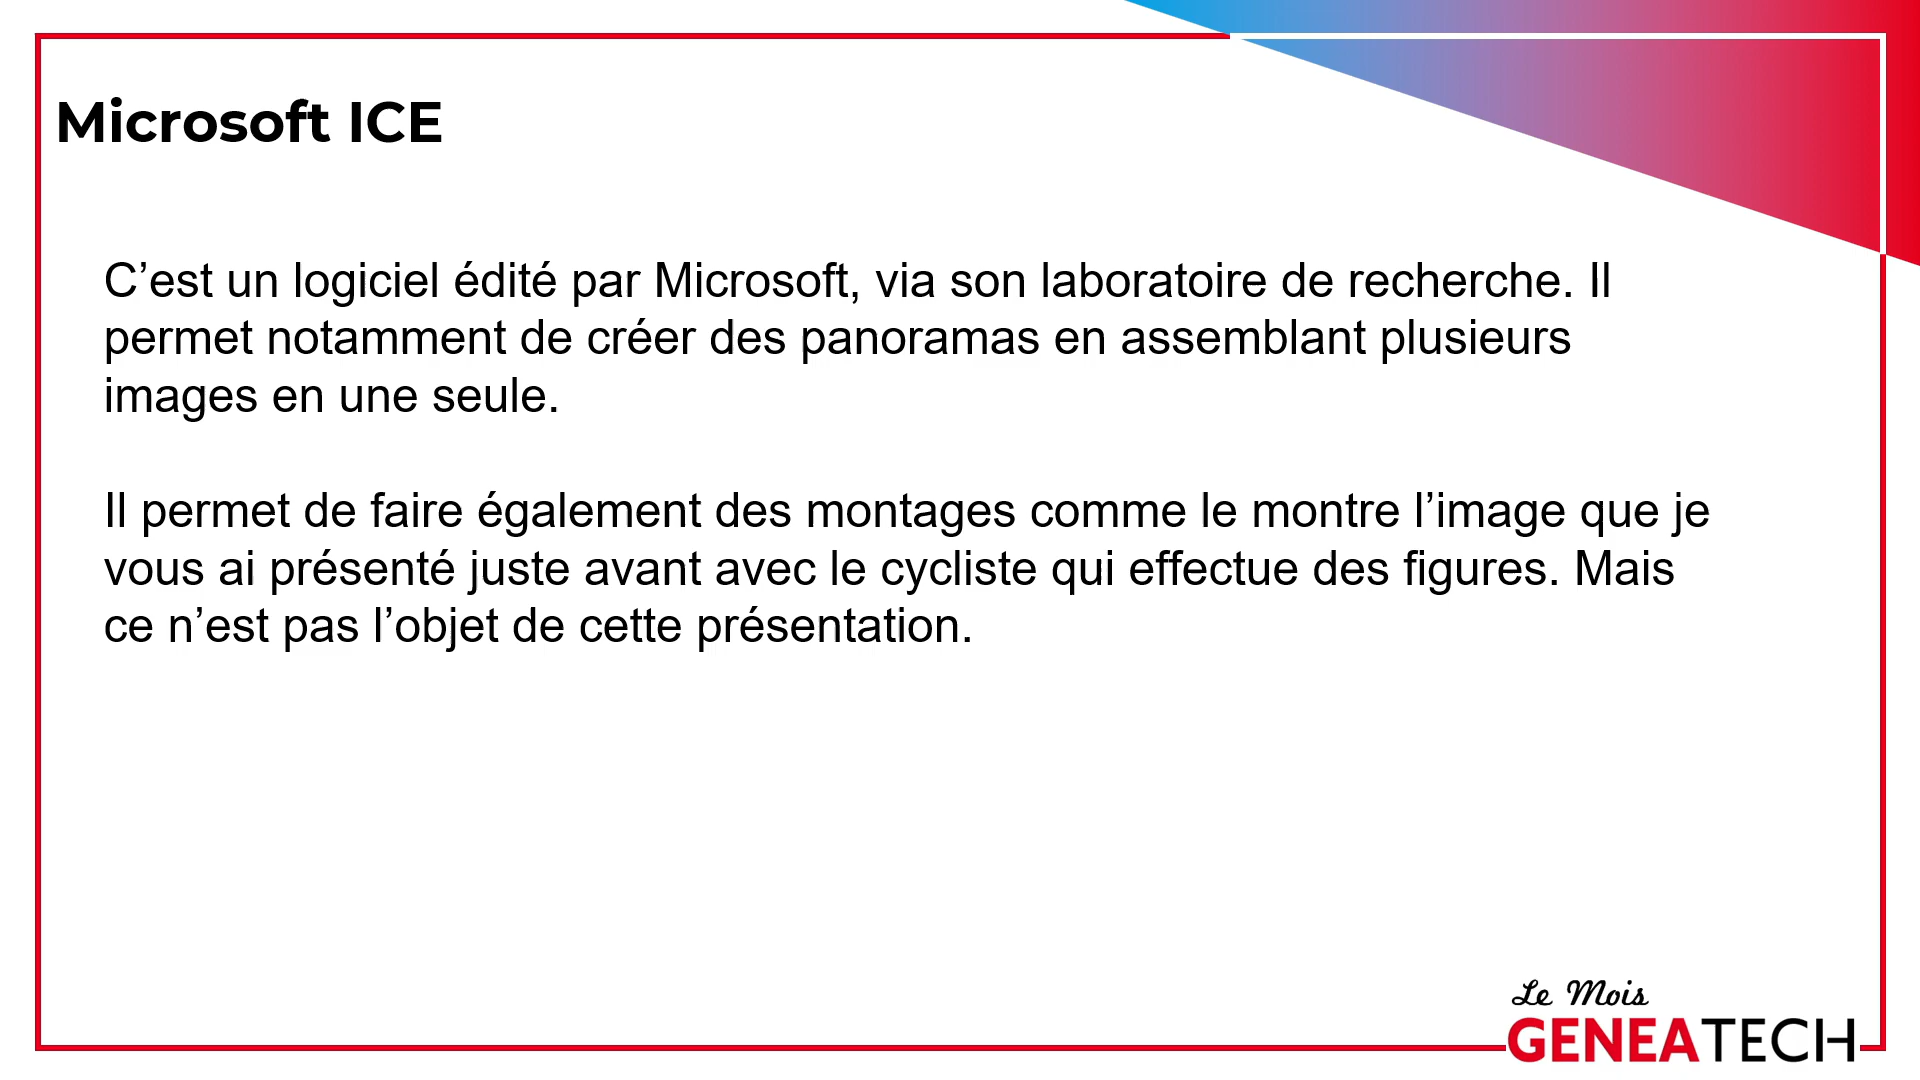 Microsoft ICE
C’est un logiciel édité par Microsoft, via son laboratoire de recherche. Il
permet notamment de créer des panoramas en assemblant plusieurs
images en une seule.
Il permet de faire également des montages comme le montre l’image que je
vous ai présenté juste avant avec le cycliste qui effectue des figures. Mais
ce n’est pas l’objet de cette présentation.
Le Mois
GENEATECH